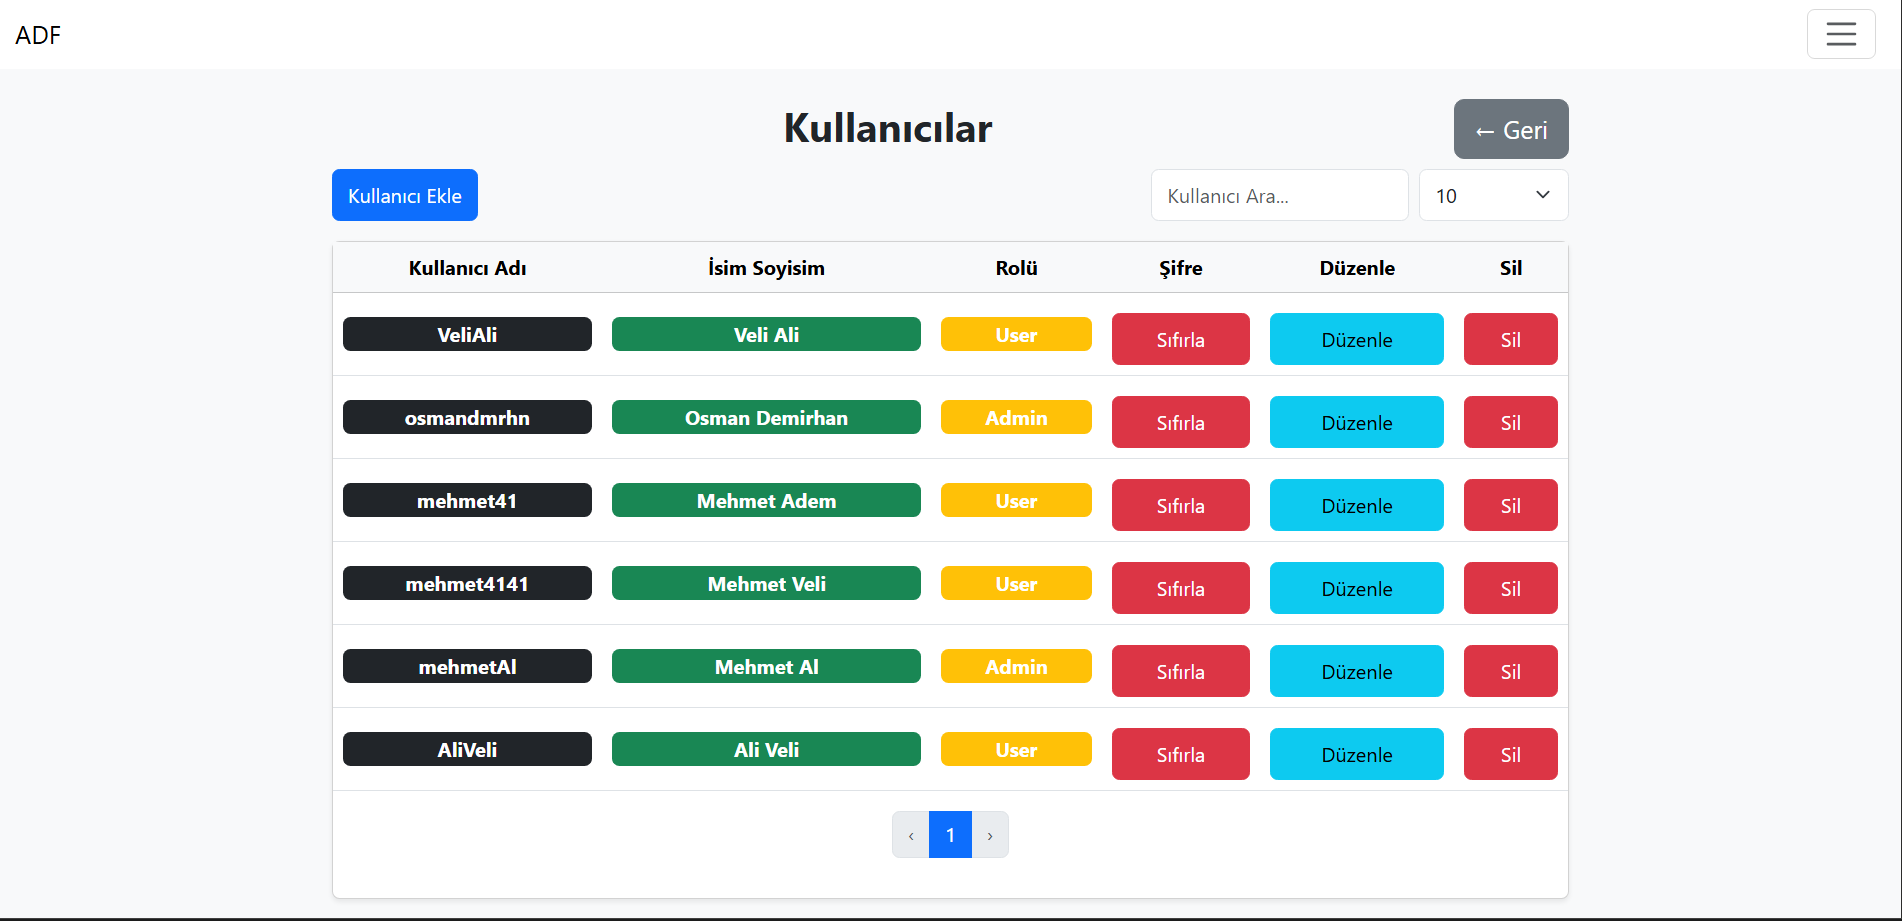 ADF
Kullanıcılar
← Geri
Kullanıcı Ekle
Kullanıcı Ara...
10
Kullanıcı Adı İsim Soyisim Rolü Şifre Düzenle Sil
VeliAli Veli Ali User Sıfırla Düzenle Sil
osmandmrhn Osman Demirhan Admin Sıfırla Düzenle Sil
mehmet41 Mehmet Adem User Sıfırla Düzenle Sil
mehmet4141 Mehmet Veli User Sıfırla Düzenle Sil
mehmetAl Mehmet Al Admin Sıfırla Düzenle Sil
AliVeli Ali Veli User Sıfırla Düzenle Sil
‹ 1 ›